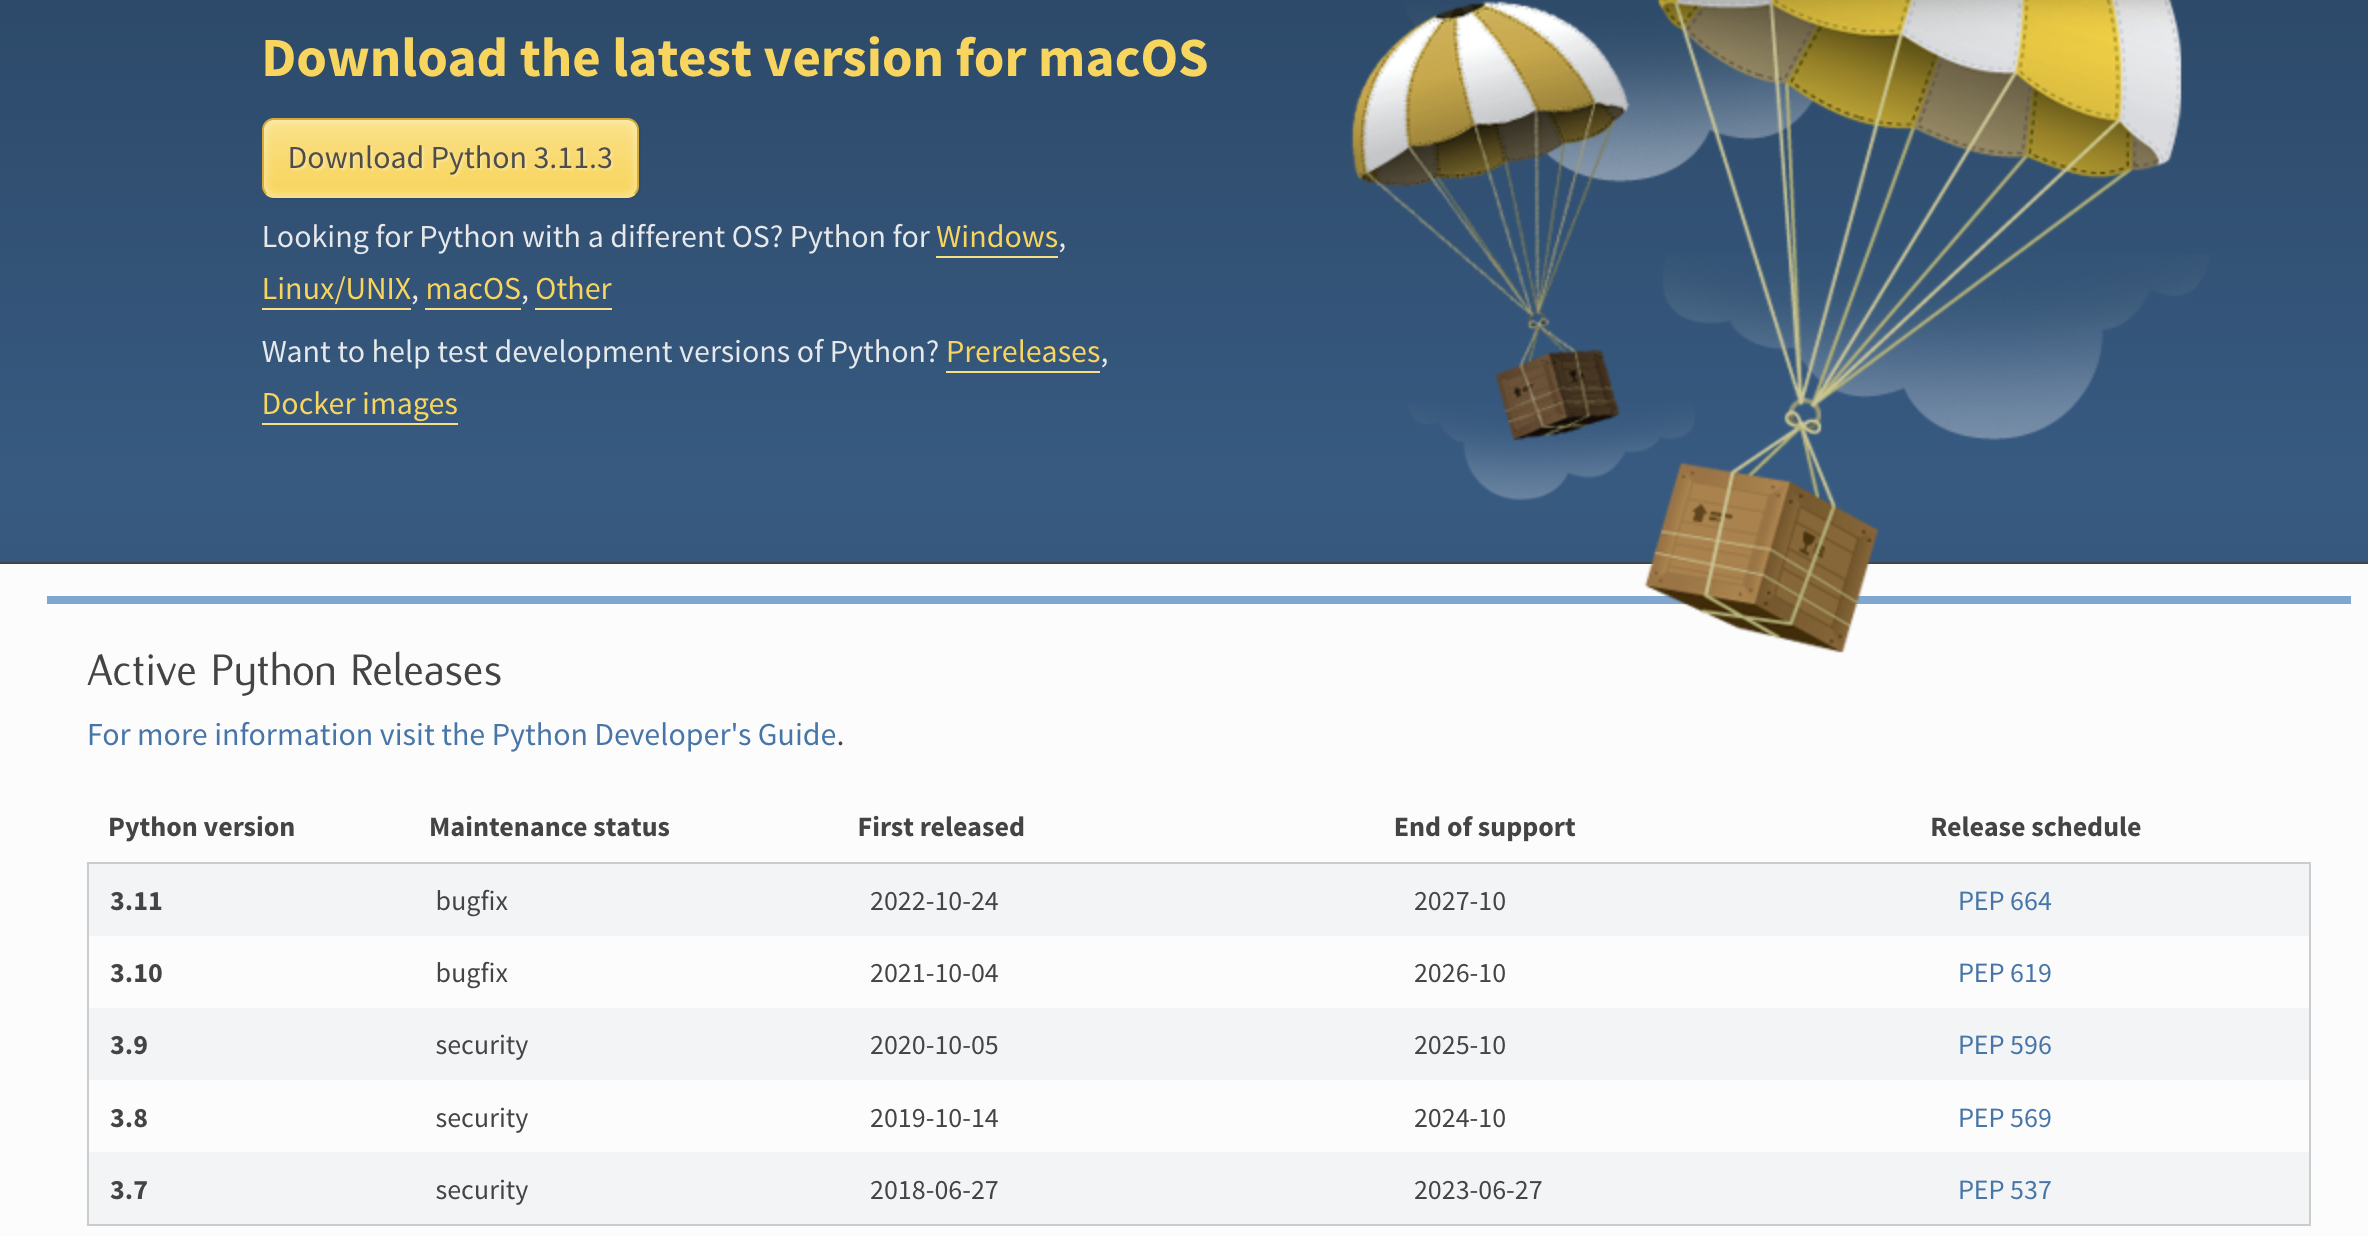 Download the latest version for macOS
Download Python 3.11.3
Looking for Python with a different OS? Python for Windows,
Linux/UNIX, macOS, Other
Want to help test development versions of Python? Prereleases,
Docker images
Active Python Releases
For more information visit the Python Developer's Guide.
Python version Maintenance status First released End of support Release schedule
3.11 bugfix 2022-10-24 2027-10 PEP 664
3.10 bugfix 2021-10-04 2026-10 PEP 619
3.9 security 2020-10-05 2025-10 PEP 596
3.8 security 2019-10-14 2024-10 PEP 569
3.7 security 2018-06-27 2023-06-27 PEP 537